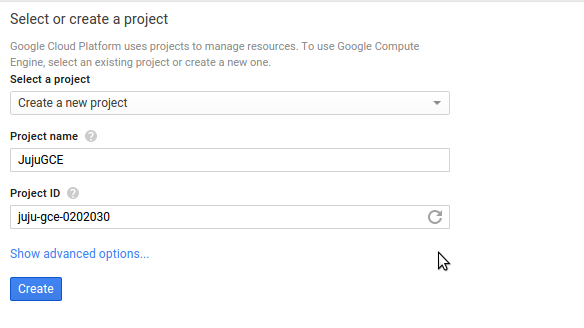 Select or create a project
Google Cloud Platform uses projects to manage resources. To use Google Compute
Engine, select an existing project or create a new one.
Select a project
Create a new project
Project name ?
JujuGCE
Project ID ?
juju-gce-0202030
Show advanced options...
Create